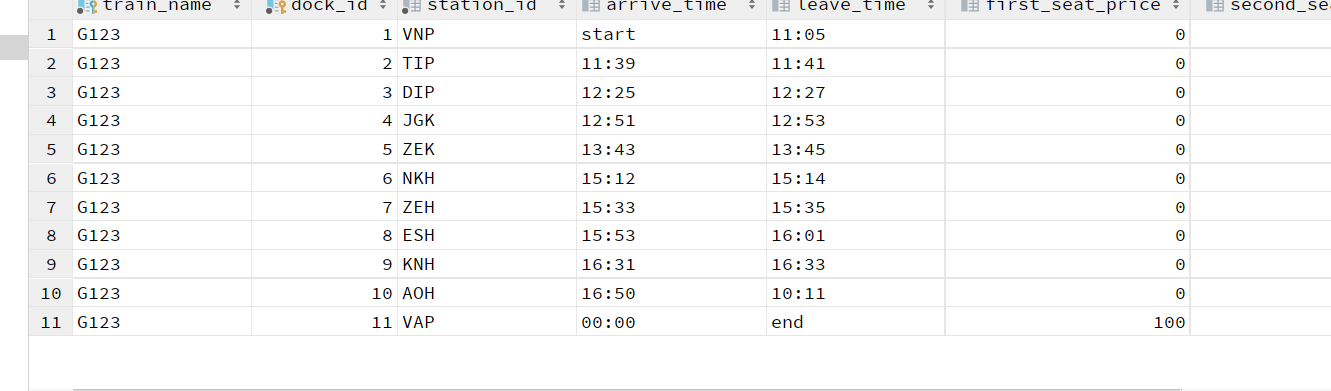 train_name dock_id station_id arrive_time leave_time first_seat_price second_se
1 G123 1 VNP start 11:05 0
2 G123 2 TIP 11:39 11:41 0
3 G123 3 DIP 12:25 12:27 0
4 G123 4 JGK 12:51 12:53 0
5 G123 5 ZEK 13:43 13:45 0
6 G123 6 NKH 15:12 15:14 0
7 G123 7 ZEH 15:33 15:35 0
8 G123 8 ESH 15:53 16:01 0
9 G123 9 KNH 16:31 16:33 0
10 G123 10 AOH 16:50 10:11 0
11 G123 11 VAP 00:00 end 100